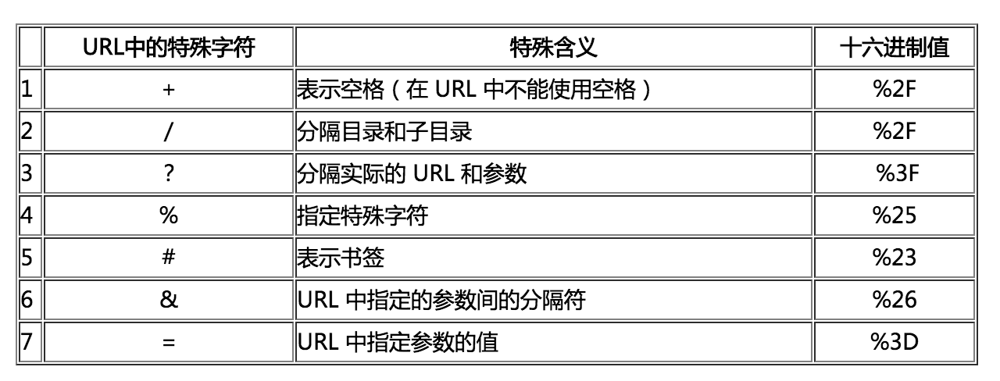 URL中的特殊字符 特殊含义 十六进制值
1 + 表示空格（在 URL 中不能使用空格） %2F
2 / 分隔目录和子目录 %2F
3 ? 分隔实际的 URL 和参数 %3F
4 % 指定特殊字符 %25
5 # 表示书签 %23
6 & URL 中指定的参数间的分隔符 %26
7 = URL 中指定参数的值 %3D